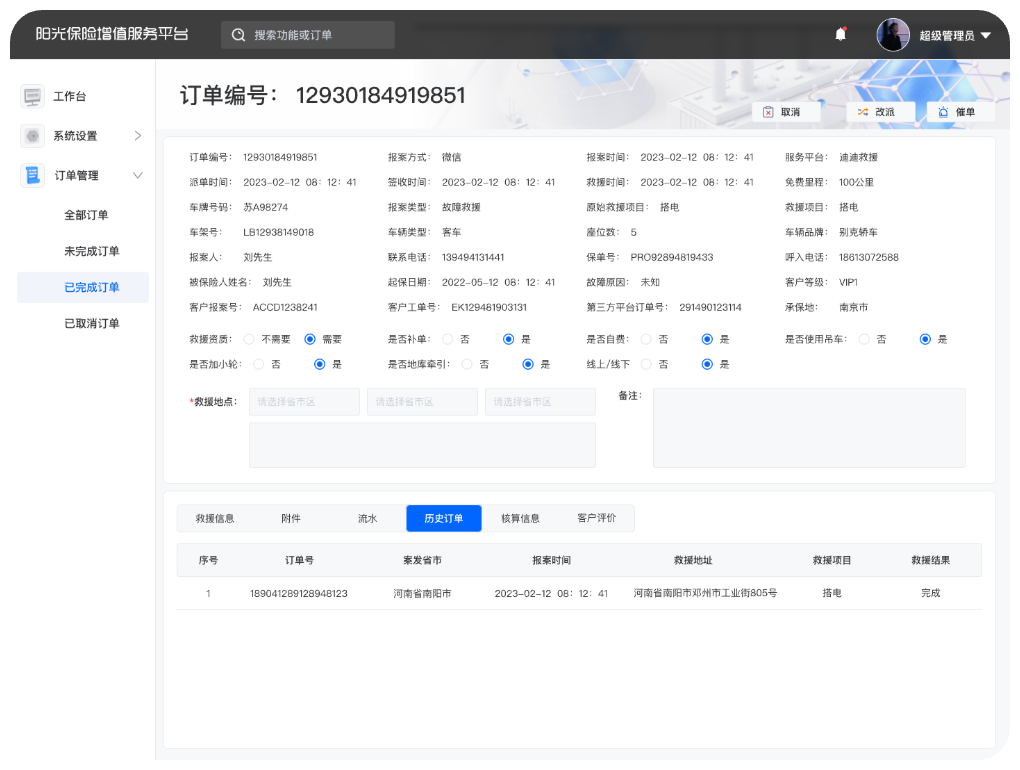 阳光保险增值服务平台
搜索功能或订单
超级管理员
工作台
系统设置
订单管理
全部订单
未完成订单
已完成订单
已取消订单
订单编号： 12930184919851
取消
改派
催单
订单编号： 12930184919851 报案方式： 微信 报案时间： 2023-02-12 08：12：41 服务平台： 迪迪救援
派单时间： 2023-02-12 08：12：41 签收时间： 2023-02-12 08：12：41 救援时间： 2023-02-12 08：12：41 免费里程： 100公里
车牌号码： 苏A98274 报案类型： 故障救援 原始救援项目： 搭电 救援项目： 搭电
车架号： LB12938149018 车辆类型： 客车 座位数： 5 车辆品牌： 别克轿车
报案人： 刘先生 联系电话： 139494131441 保单号： PRO92894819433 呼入电话： 18613072588
被保险人姓名： 刘先生 起保日期： 2022-05-12 08：12：41 故障原因： 未知 客户等级： VIP1
客户报案号： ACCD1238241 客户工单号： EK129481903131 第三方平台订单号： 291490123114 承保地： 南京市
救援资质： 不需要 需要 是否补单： 否 是 是否自费： 否 是 是否使用吊车： 否 是
是否加小轮： 否 是 是否地库牵引： 否 是 线上/线下 否 是
*救援地点： 请选择省市区 请选择省市区 请选择省市区 备注：
救援信息 附件 流水 历史订单 核算信息 客户评价
序号 订单号 案发省市 报案时间 救援地址 救援项目 救援结果
1 189041289128948123 河南省南阳市 2023-02-12 08：12：41 河南省南阳市邓州市工业街805号 搭电 完成